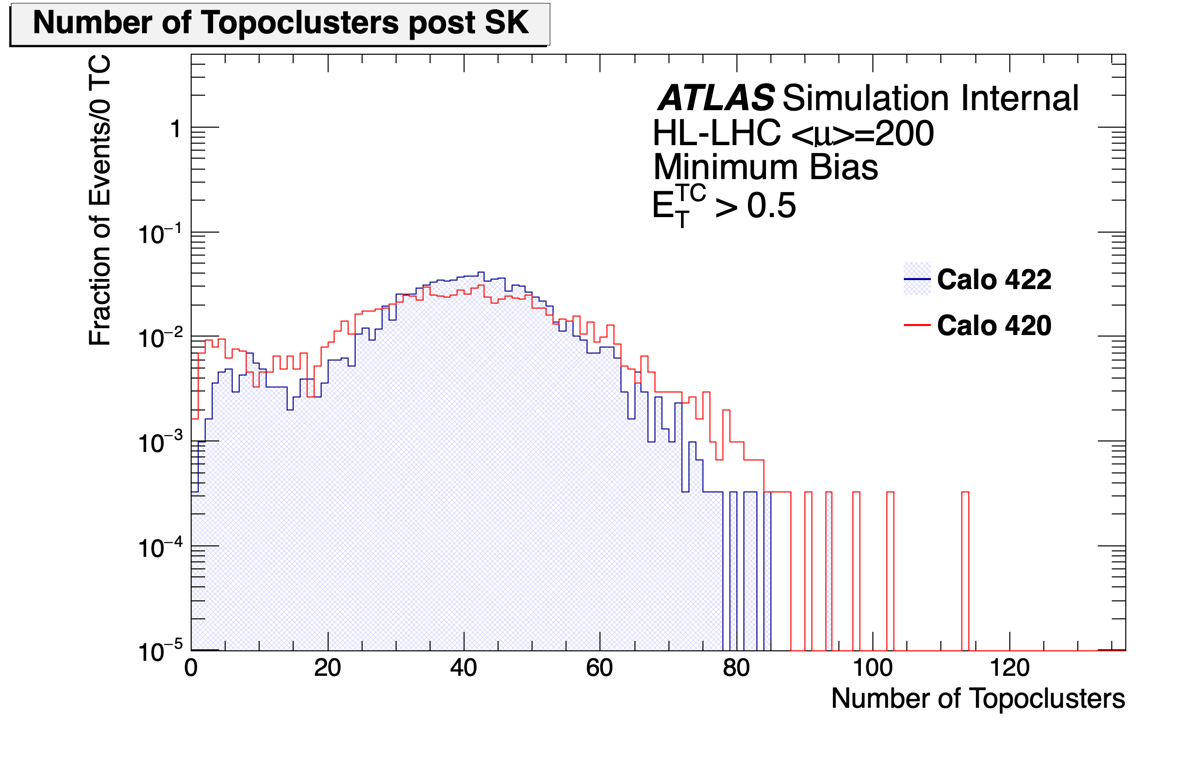 Number of Topoclusters post SK
Fraction of Events/0 TC
ATLAS Simulation Internal
HL-LHC <μ>=200
Minimum Bias
E_T^TC > 0.5
Calo 422
Calo 420
1
10⁻¹
10⁻²
10⁻³
10⁻⁴
10⁻⁵
0 20 40 60 80 100 120
Number of Topoclusters